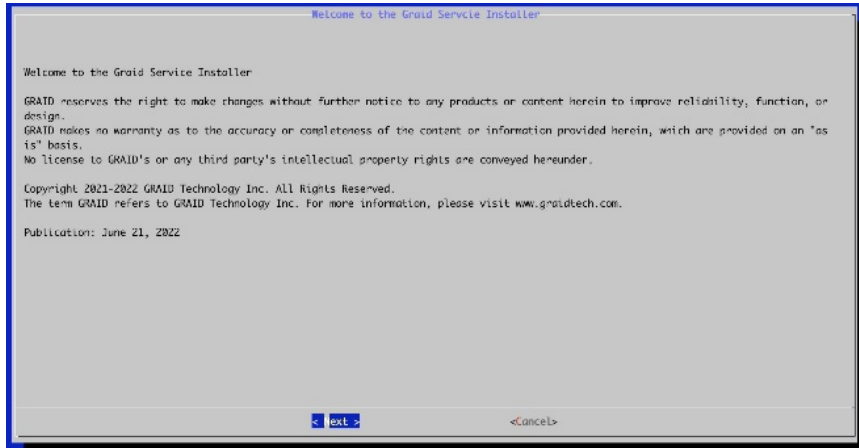 Welcome to the Graid Servcie Installer
Welcome to the Graid Service Installer
GRAID reserves the right to make changes without further notice to any products or content herein to improve reliability, function, or
design.
GRAID makes no warranty as to the accuracy or completeness of the content or information provided herein, which are provided on an "as
is" basis.
No license to GRAID's or any third party's intellectual property rights are conveyed hereunder.
Copyright 2021-2022 GRAID Technology Inc. All Rights Reserved.
The term GRAID refers to GRAID Technology Inc. For more information, please visit www.graidtech.com.
Publication: June 21, 2022
< Next > <Cancel>